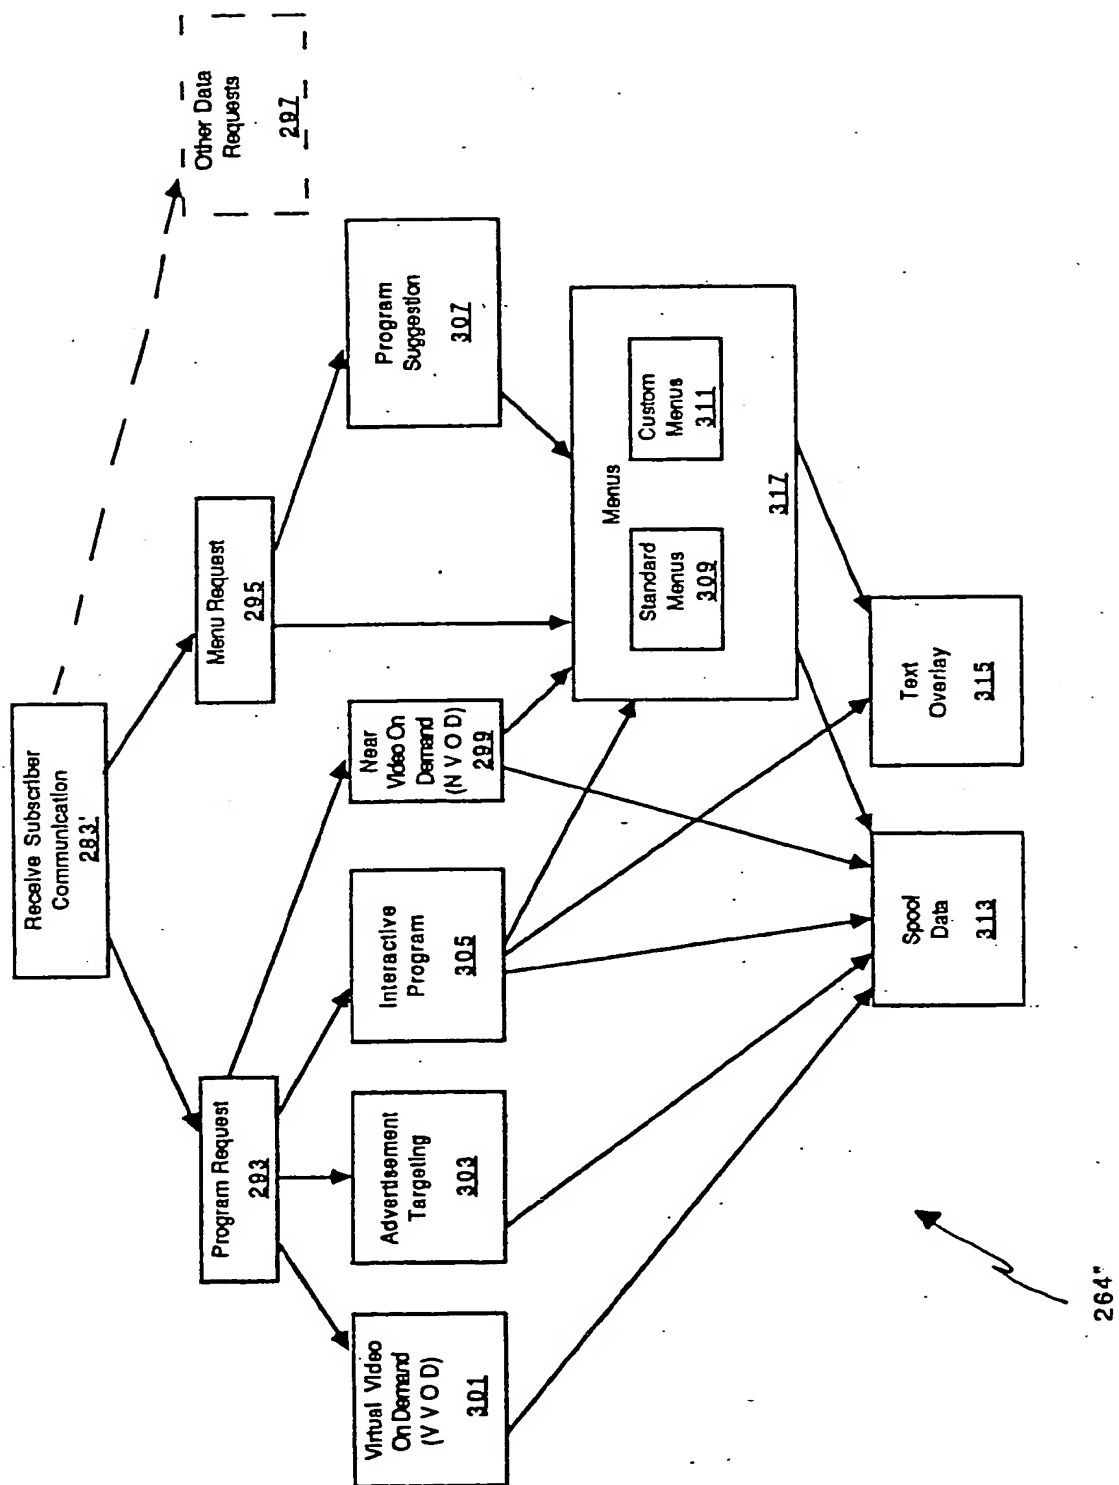 Receive Subscriber
Communication
283'
Other Data
Requests
297
Program Request
293
Menu Request
295
Virtual Video
On Demand
(V V O D)
301
Advertisement
Targeting
303
Interactive
Program
305
Near
Video On
Demand
(N V O D)
299
Program
Suggestion
307
Menus
Standard
Menus
309
Custom
Menus
311
317
Spool
Data
313
Text
Overlay
315
264"